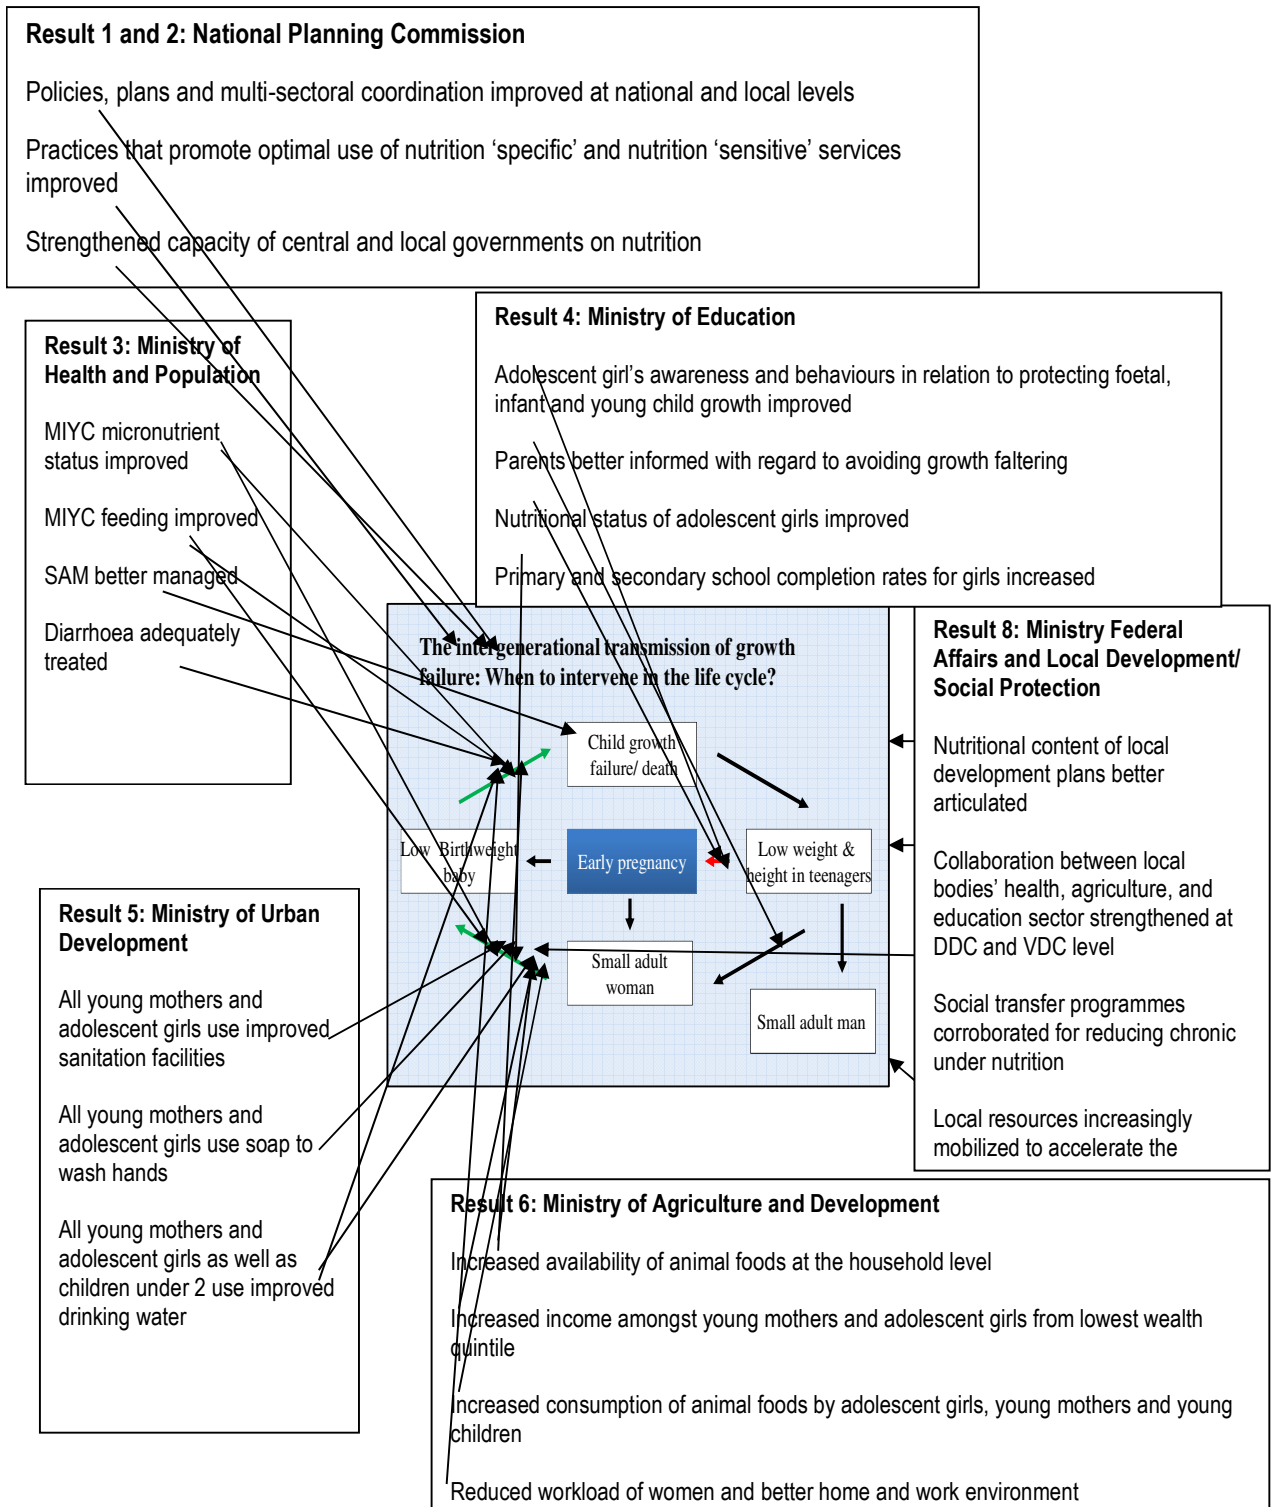 Result 1 and 2: National Planning Commission
Policies, plans and multi-sectoral coordination improved at national and local levels
Practices that promote optimal use of nutrition ‘specific’ and nutrition ‘sensitive’ services
improved
Strengthened capacity of central and local governments on nutrition
Result 3: Ministry of
Health and Population
MIYC micronutrient
status improved
MIYC feeding improved
SAM better managed
Diarrhoea adequately
treated
Result 4: Ministry of Education
Adolescent girl’s awareness and behaviours in relation to protecting foetal,
infant and young child growth improved
Parents better informed with regard to avoiding growth faltering
Nutritional status of adolescent girls improved
Primary and secondary school completion rates for girls increased
The intergenerational transmission of growth
failure: When to intervene in the life cycle?
Child growth
failure/ death
Low Birthweight
baby
Early pregnancy
Low weight &
height in teenagers
Small adult
woman
Small adult man
Result 8: Ministry Federal
Affairs and Local Development/
Social Protection
Nutritional content of local
development plans better
articulated
Collaboration between local
bodies’ health, agriculture, and
education sector strengthened at
DDC and VDC level
Social transfer programmes
corroborated for reducing chronic
under nutrition
Local resources increasingly
mobilized to accelerate the
Result 5: Ministry of Urban
Development
All young mothers and
adolescent girls use improved
sanitation facilities
All young mothers and
adolescent girls use soap to
wash hands
All young mothers and
adolescent girls as well as
children under 2 use improved
drinking water
Result 6: Ministry of Agriculture and Development
Increased availability of animal foods at the household level
Increased income amongst young mothers and adolescent girls from lowest wealth
quintile
Increased consumption of animal foods by adolescent girls, young mothers and young
children
Reduced workload of women and better home and work environment